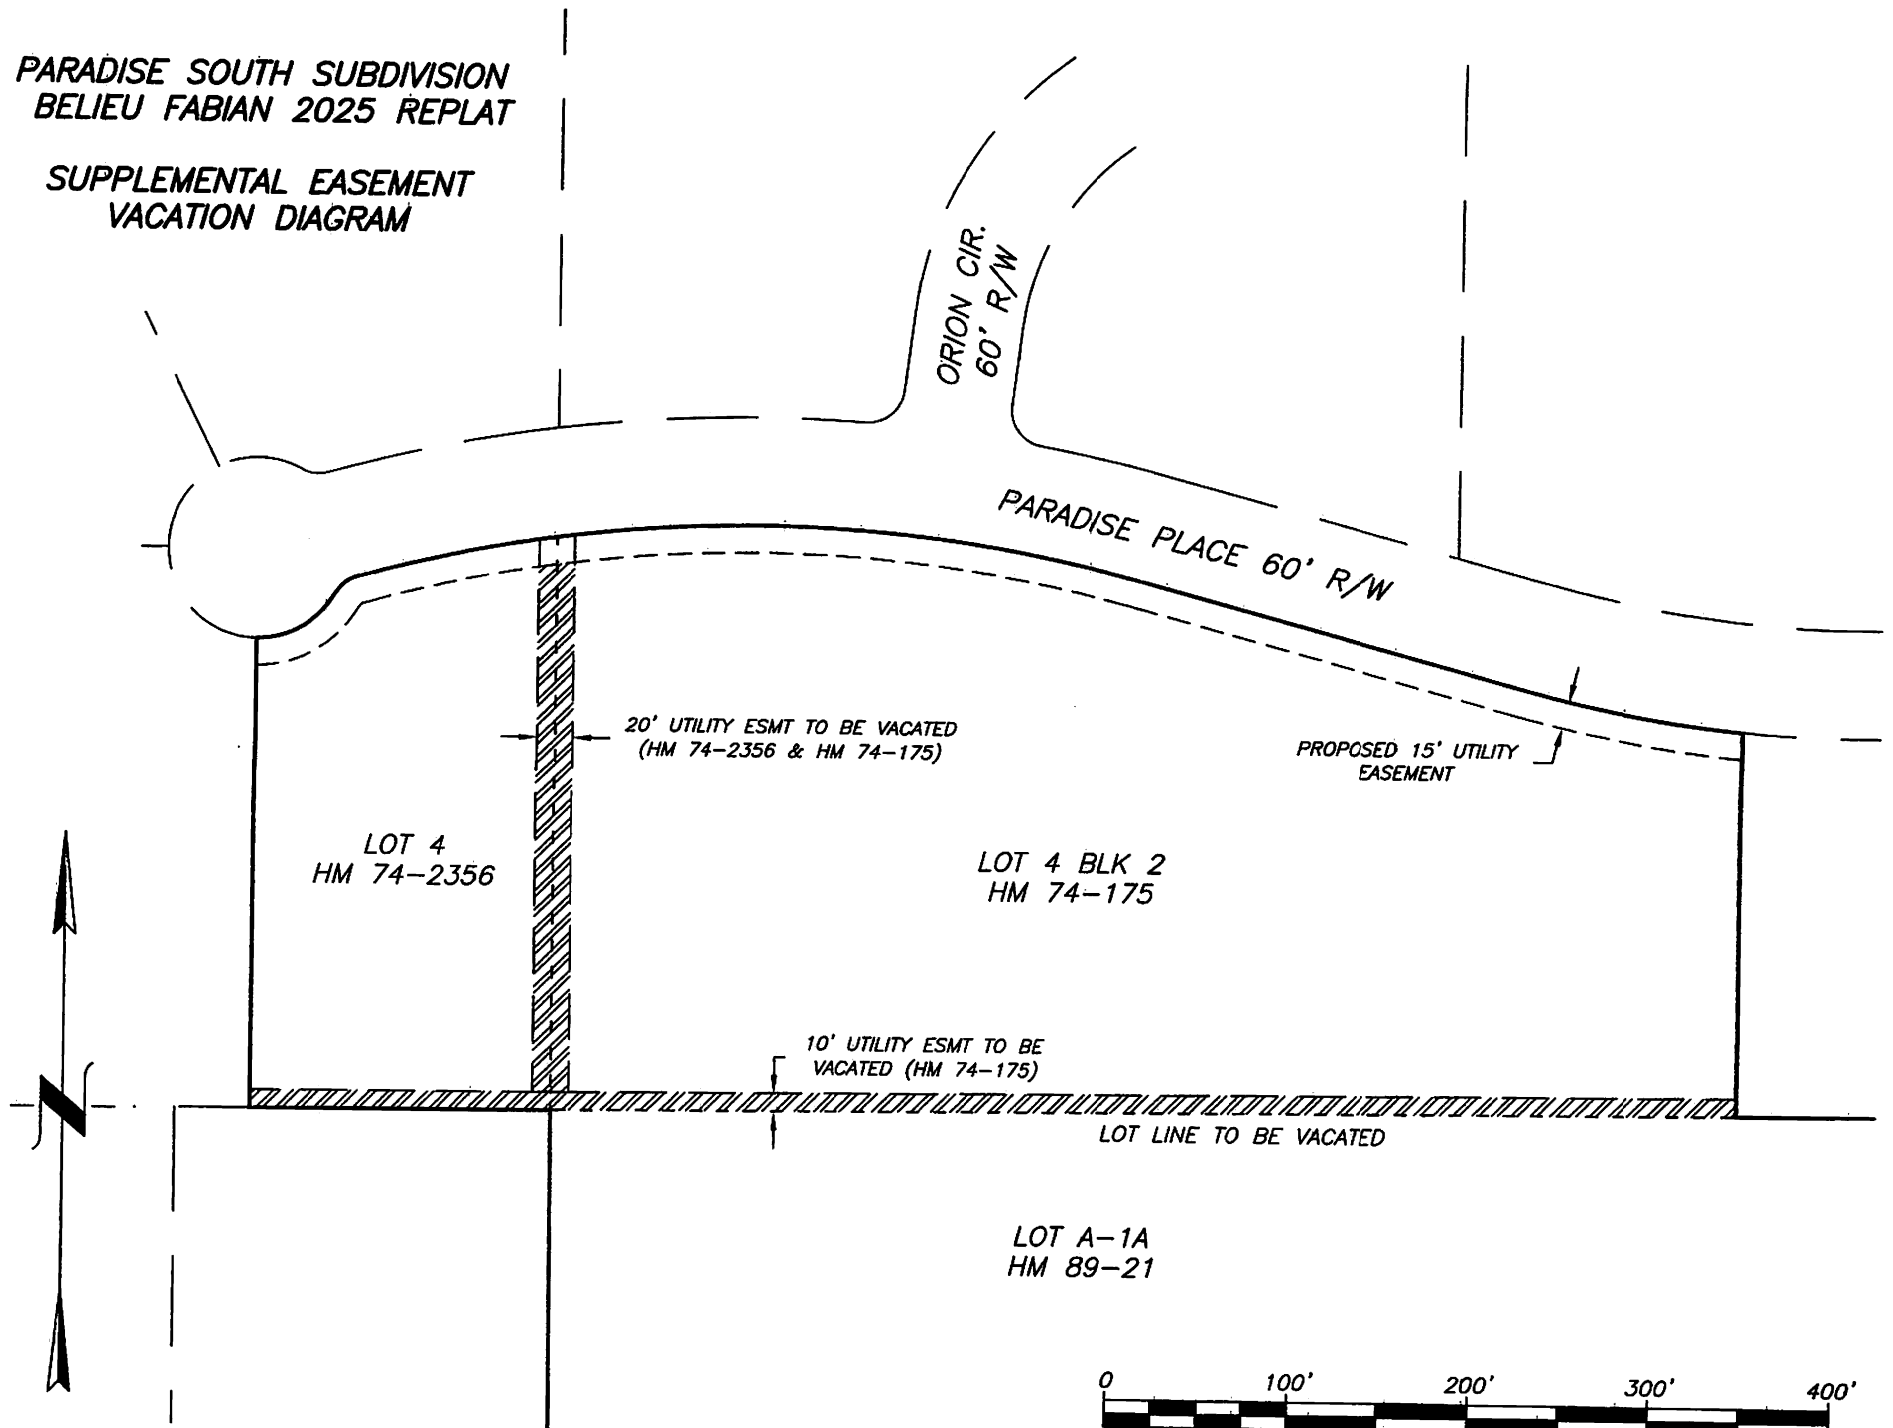 PARADISE SOUTH SUBDIVISION
BELIEU FABIAN 2025 REPLAT
SUPPLEMENTAL EASEMENT
VACATION DIAGRAM
ORION CIR.
60' R/W
PARADISE PLACE 60' R/W
20' UTILITY ESMT TO BE VACATED
(HM 74-2356 & HM 74-175)
PROPOSED 15' UTILITY
EASEMENT
LOT 4
HM 74-2356
LOT 4 BLK 2
HM 74-175
10' UTILITY ESMT TO BE
VACATED (HM 74-175)
LOT LINE TO BE VACATED
LOT A-1A
HM 89-21
N
0 100' 200' 300' 400'